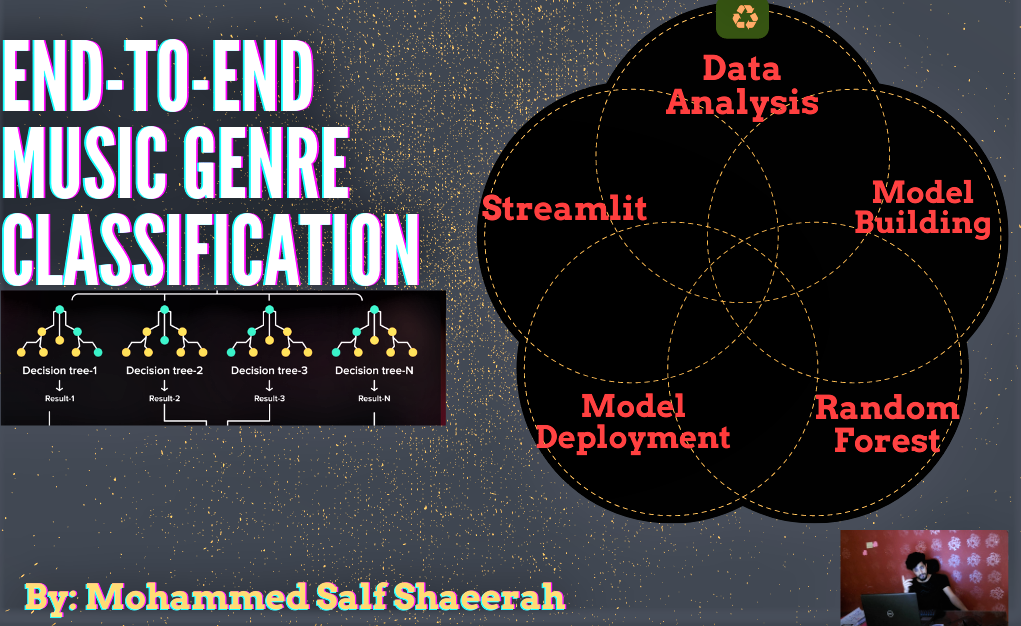 END-TO-END
MUSIC GENRE
CLASSIFICATION
Decision tree-1
Decision tree-2
Decision tree-3
Decision tree-N
Result-1
Result-2
Result-3
Result-N
Data
Analysis
Streamlit
Model
Building
Model
Deployment
Random
Forest
By: Mohammed Salf Shaeerah